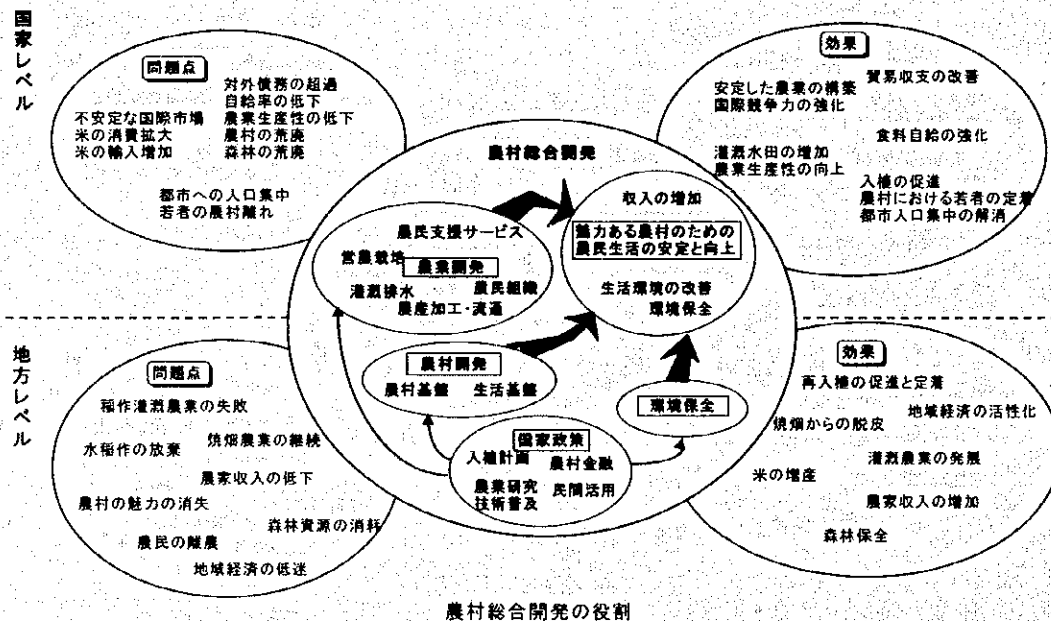 国家レベル
問題点
対外債務の超過
自給率の低下
不安定な国際市場
農業生産性の低下
米の消費拡大
農村の荒廃
米の輸入増加
森林の荒廃
都市への人口集中
若者の農村離れ
効果
貿易収支の改善
安定した農業の構築
国際競争力の強化
食料自給の強化
灌漑水田の増加
農業生産性の向上
入植の促進
農村における若者の定着
都市人口集中の解消
農村総合開発
農民支援サービス
営農栽培
農業開発
灌漑排水
農民組織
農産加工・流通
収入の増加
魅力ある農村のための
農民生活の安定と向上
生活環境の改善
環境保全
農村開発
農村基盤
生活基盤
環境保全
国家政策
入植計画
農村金融
農業研究
技術普及
民間活用
地方レベル
問題点
稲作灌漑農業の失敗
水稲作の放棄
焼畑農業の継続
農家収入の低下
農村の魅力の消失
森林資源の消耗
農民の離農
地域経済の低迷
効果
再入植の促進と定着
地域経済の活性化
焼畑からの脱皮
灌漑農業の発展
米の増産
農家収入の増加
森林保全
農村総合開発の役割